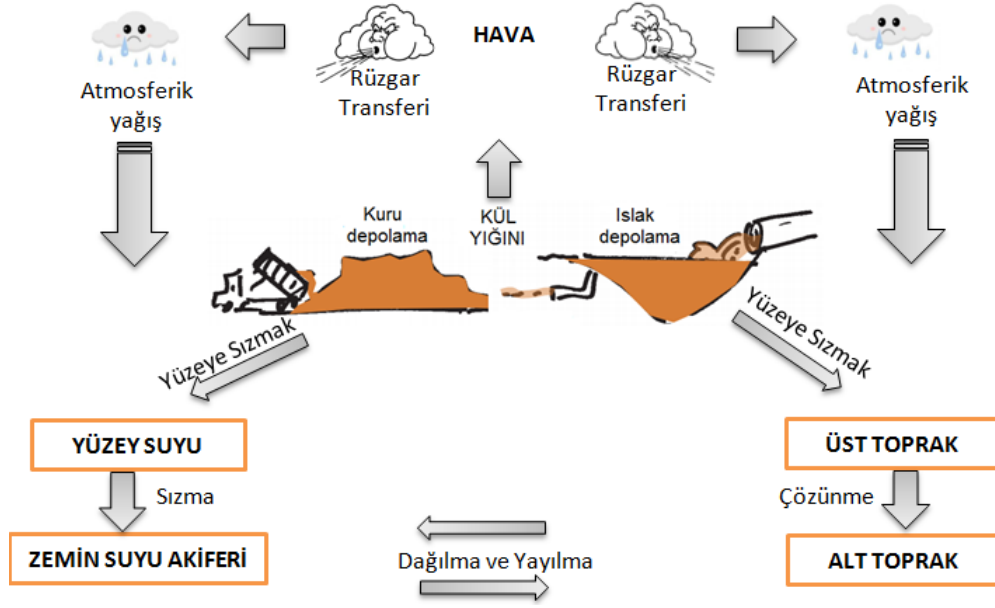 HAVA
Rüzgar
Transferi
Rüzgar
Transferi
Atmosferik
yağış
Atmosferik
yağış
Kuru
depolama
KÜL
YIĞINI
Islak
depolama
Yüzeye Sızmak
Yüzeye Sızmak
YÜZEY SUYU
ÜST TOPRAK
Sızma
Çözünme
ZEMİN SUYU AKİFERİ
Dağılma ve Yayılma
ALT TOPRAK